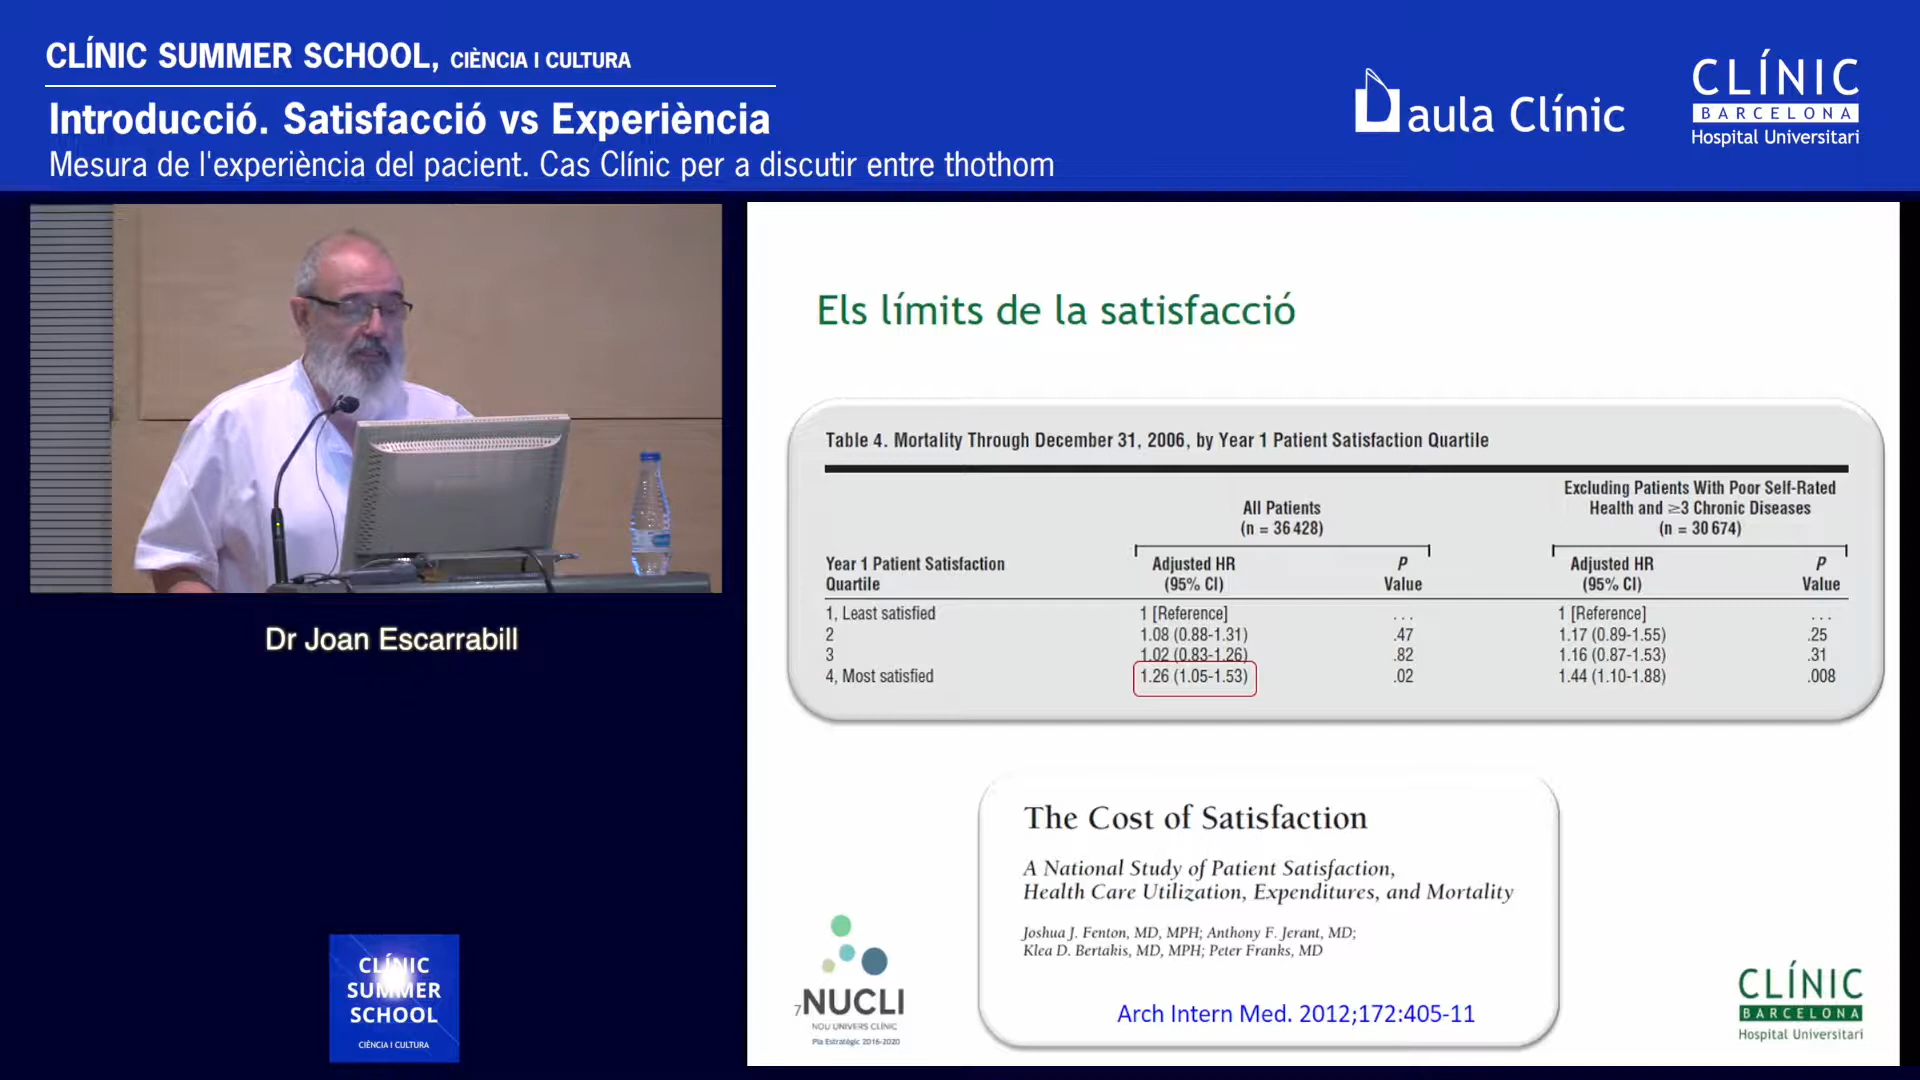 CLÍNIC SUMMER SCHOOL, CIÈNCIA I CULTURA
Introducció. Satisfacció vs Experiència
Mesura de l'experiència del pacient. Cas Clínic per a discutir entre thothom
aula Clínic
CLÍNIC
BARCELONA
Hospital Universitari
Dr Joan Escarrabill
CLÍNIC
SUMMER
SCHOOL
CIÈNCIA I CULTURA
Els límits de la satisfacció
Table 4. Mortality Through December 31, 2006, by Year 1 Patient Satisfaction Quartile
All Patients
(n = 36 428)
Excluding Patients With Poor Self-Rated
Health and ≥3 Chronic Diseases
(n = 30 674)
Year 1 Patient Satisfaction
Quartile
Adjusted HR
(95% CI)
P
Value
Adjusted HR
(95% CI)
P
Value
1, Least satisfied 1 [Reference] . . . 1 [Reference] . . .
2 1.08 (0.88-1.31) .47 1.17 (0.89-1.55) .25
3 1.02 (0.83-1.26) .82 1.16 (0.87-1.53) .31
4, Most satisfied 1.26 (1.05-1.53) .02 1.44 (1.10-1.88) .008
The Cost of Satisfaction
A National Study of Patient Satisfaction,
Health Care Utilization, Expenditures, and Mortality
Joshua J. Fenton, MD, MPH; Anthony F. Jerant, MD;
Klea D. Bertakis, MD, MPH; Peter Franks, MD
Arch Intern Med. 2012;172:405-11
7
NUCLI
NOU UNIVERS CLÍNIC
Pla Estratègic 2016-2020
CLÍNIC
BARCELONA
Hospital Universitari